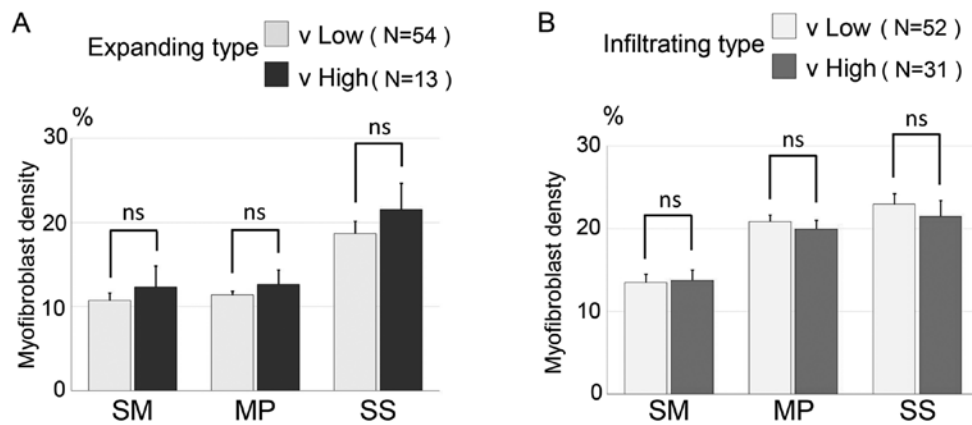 A
Expanding type
v Low ( N=54)
v High ( N=13 )
%
30
20
10
0
Myofibroblast density
ns
ns
ns
SM MP SS
B
Infiltrating type
v Low ( N=52)
v High ( N=31 )
%
30
20
10
0
Myofibroblast densty
ns
ns
ns
SM MP SS